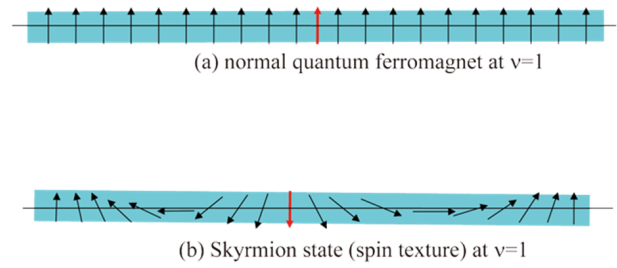 (a) normal quantum ferromagnet at ν=1
(b) Skyrmion state (spin texture) at ν=1